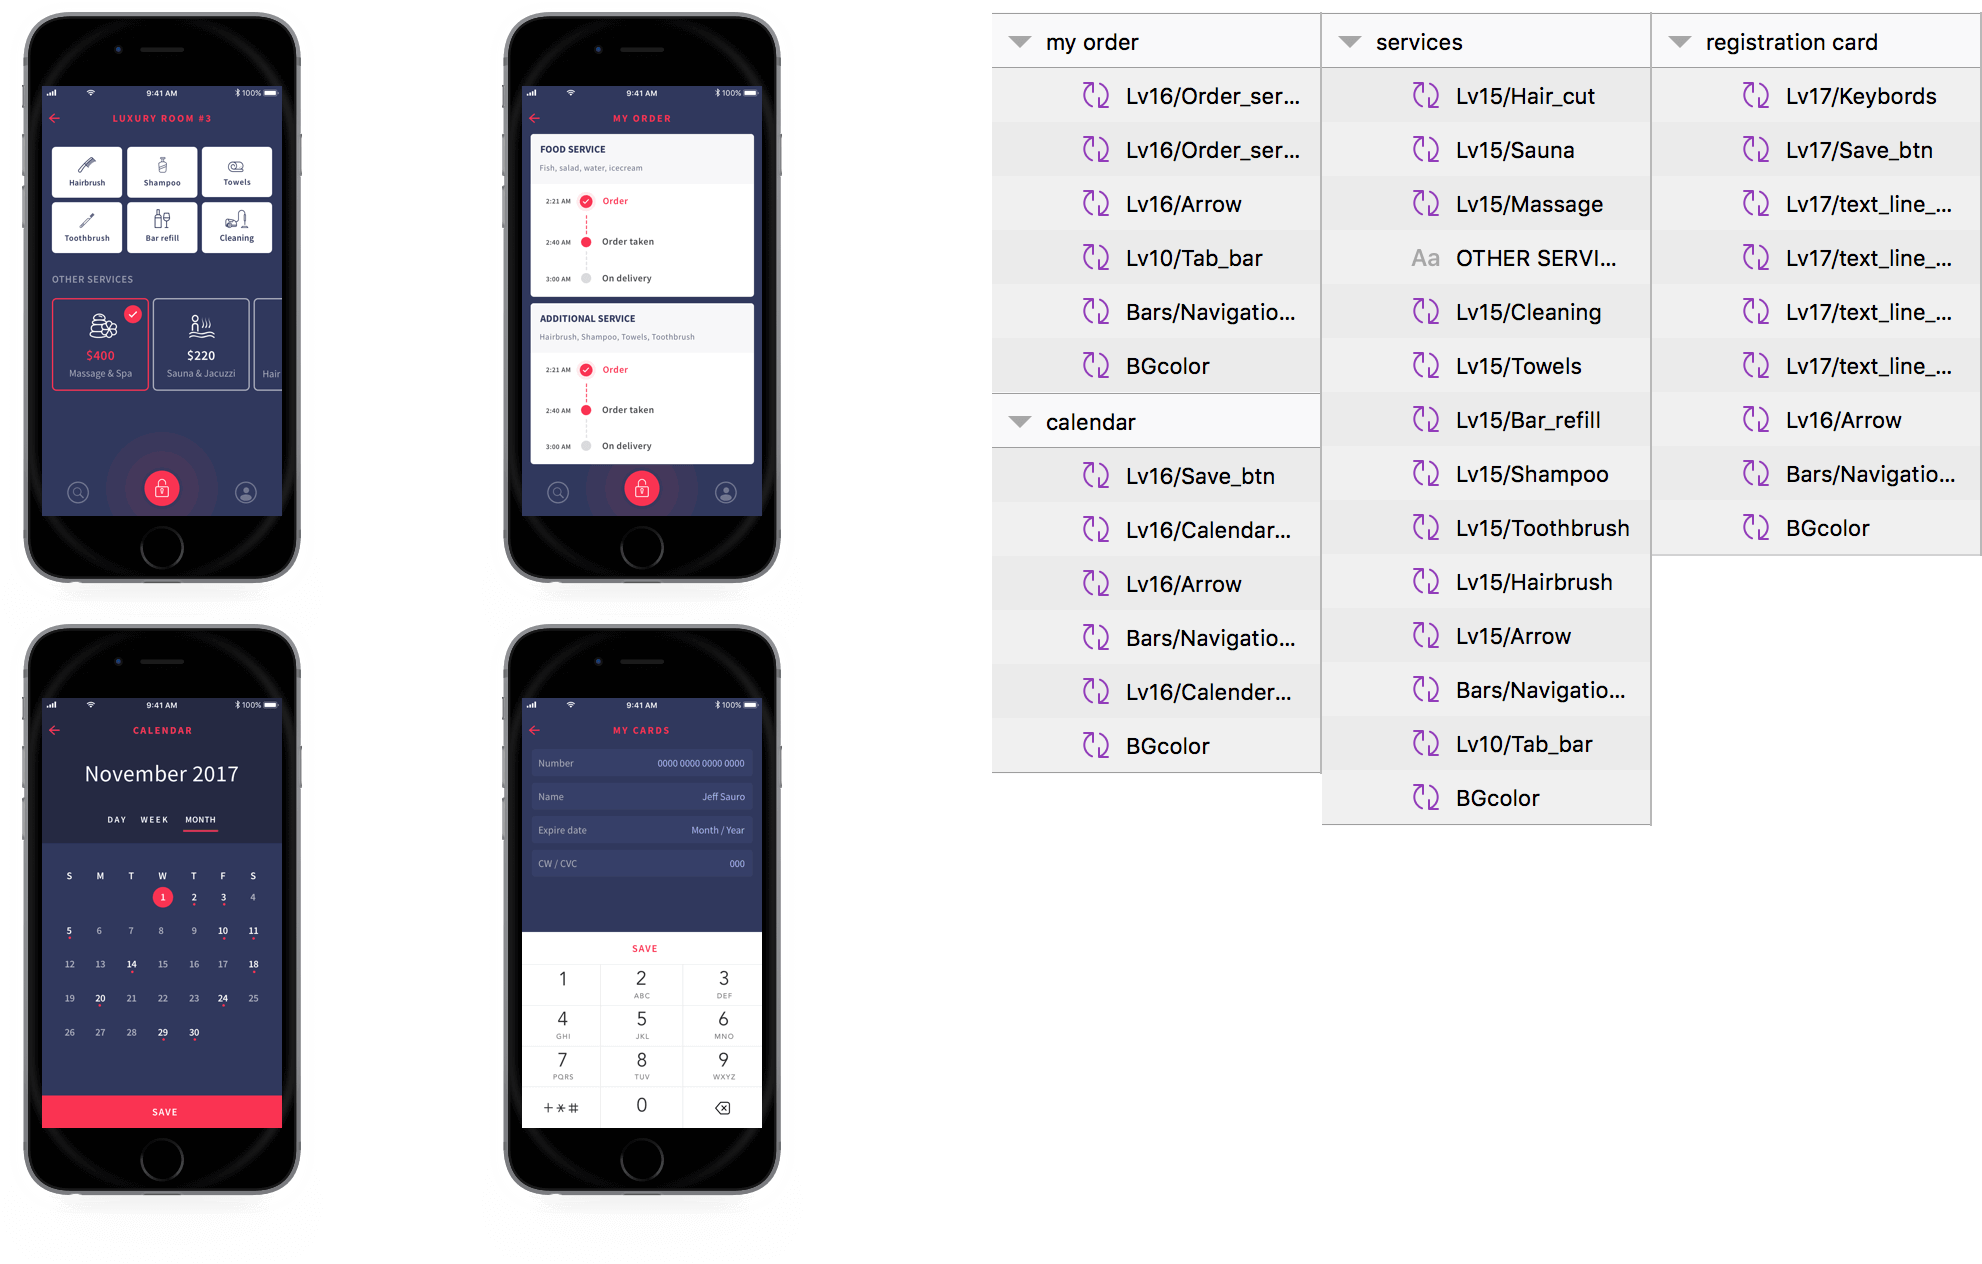 9:41 AM
100%
LUXURY ROOM #3
Hairbrush
Shampoo
Towels
Toothbrush
Bar refill
Cleaning
OTHER SERVICES
$400
Massage & Spa
$220
Sauna & Jacuzzi
Hair
9:41 AM
100%
MY ORDER
FOOD SERVICE
Fish, salad, water, icecream
2:21 AM
Order
2:40 AM
Order taken
3:00 AM
On delivery
ADDITIONAL SERVICE
Hairbrush, Shampoo, Towels, Toothbrush
2:21 AM
Order
2:40 AM
Order taken
3:00 AM
On delivery
9:41 AM
100%
CALENDAR
November 2017
DAY WEEK MONTH
S M T W T F S
1 2 3 4
5 6 7 8 9 10 11
12 13 14 15 16 17 18
19 20 21 22 23 24 25
26 27 28 29 30
SAVE
9:41 AM
100%
MY CARDS
Number 0000 0000 0000 0000
Name Jeff Sauro
Expire date Month / Year
CW / CVC 000
SAVE
1 2 3
ABC DEF
4 5 6
GHI JKL MNO
7 8 9
PQRS TUV WXYZ
+*# 0
my order
Lv16/Order_ser...
Lv16/Order_ser...
Lv16/Arrow
Lv10/Tab_bar
Bars/Navigatio...
BGcolor
calendar
Lv16/Save_btn
Lv16/Calendar...
Lv16/Arrow
Bars/Navigatio...
Lv16/Calender...
BGcolor
services
Lv15/Hair_cut
Lv15/Sauna
Lv15/Massage
Aa OTHER SERVI...
Lv15/Cleaning
Lv15/Towels
Lv15/Bar_refill
Lv15/Shampoo
Lv15/Toothbrush
Lv15/Hairbrush
Lv15/Arrow
Bars/Navigatio...
Lv10/Tab_bar
BGcolor
registration card
Lv17/Keybords
Lv17/Save_btn
Lv17/text_line_...
Lv17/text_line_...
Lv17/text_line_...
Lv17/text_line_...
Lv16/Arrow
Bars/Navigatio...
BGcolor